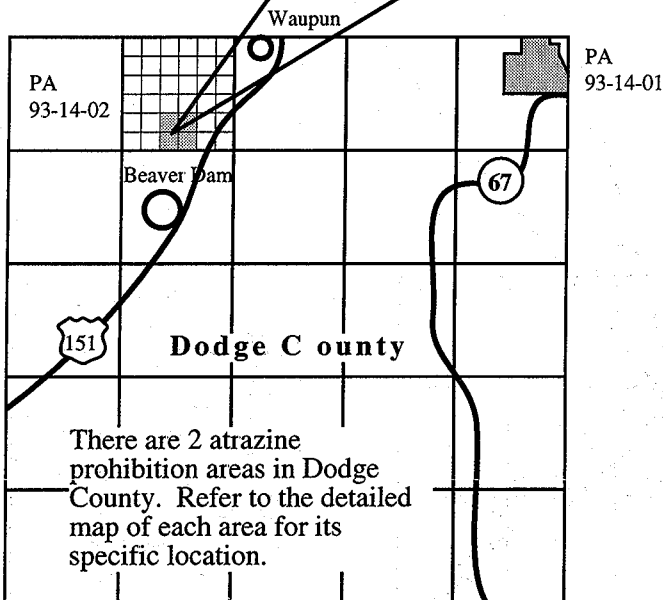 Waupun
PA
93-14-01
PA
93-14-02
Beaver Dam
67
151
Dodge C ounty
There are 2 atrazine
prohibition areas in Dodge
County. Refer to the detailed
map of each area for its
specific location.